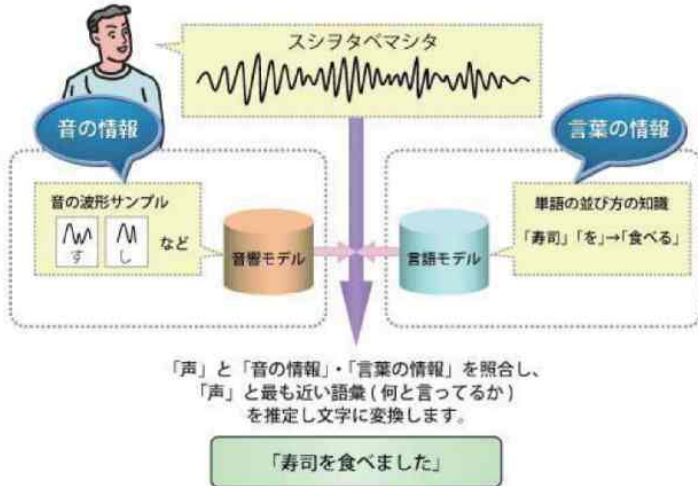 スシヲタベマシタ
音の情報
言葉の情報
音の波形サンプル
す
し
など
音響モデル
単語の並び方の知識
「寿司」「を」→「食べる」
言語モデル
「声」と「音の情報」・「言葉の情報」を照合し、
「声」と最も近い語彙(何と言ってるか)
を推定し文字に変換します。
「寿司を食べました」